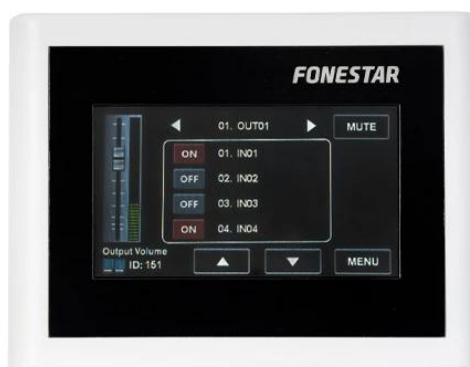 FONESTAR
01. OUT01
MUTE
ON 01. IN01
OFF 02. IN02
OFF 03. IN03
ON 04. IN04
Output Volume
ID: 151
MENU